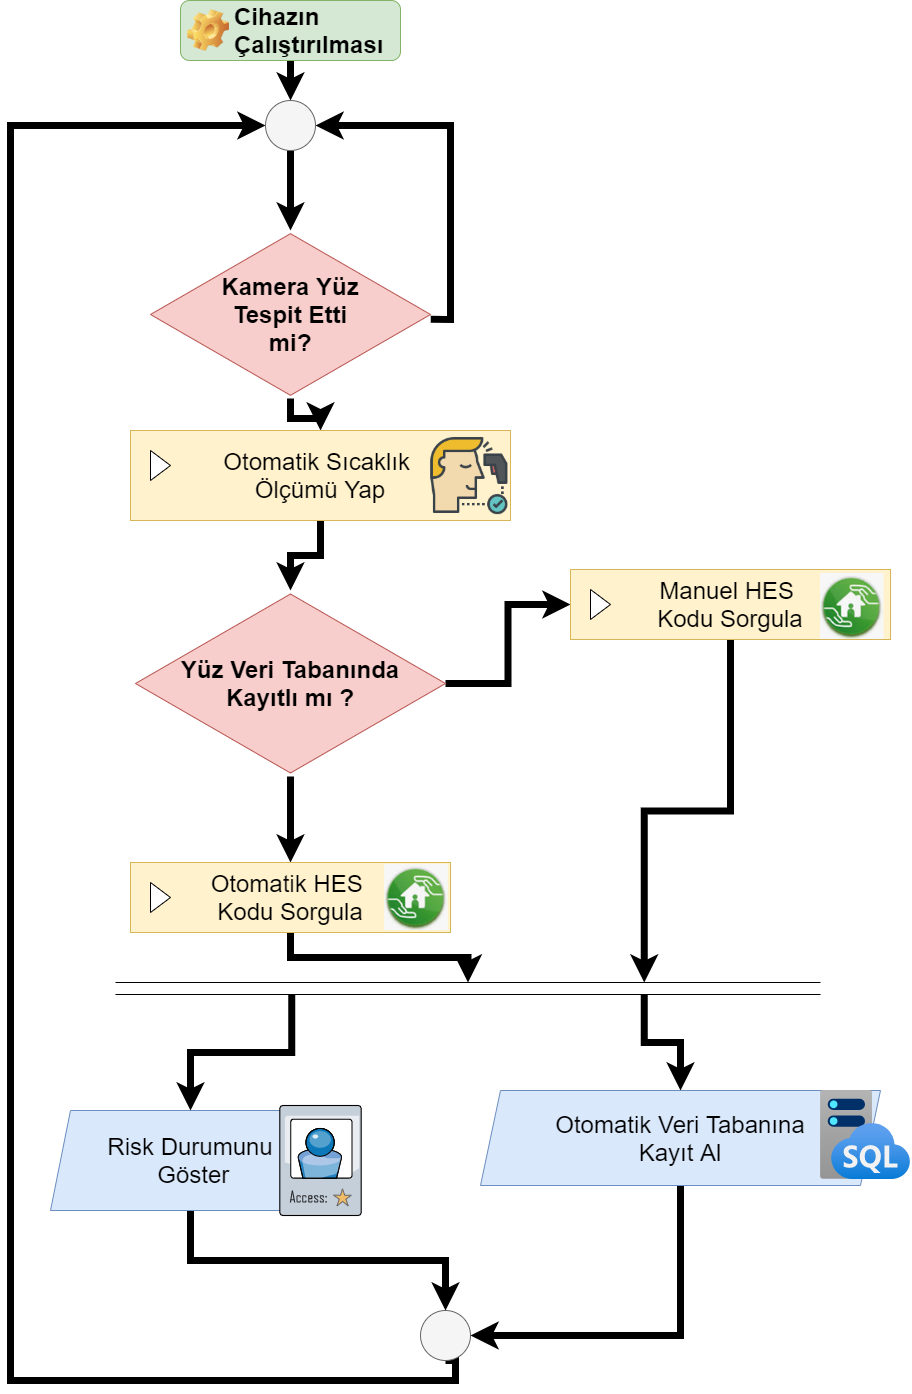 Cihazın
Çalıştırılması
Kamera Yüz
Tespit Etti
mi?
Otomatik Sıcaklık
Ölçümü Yap
Manuel HES
Kodu Sorgula
Yüz Veri Tabanında
Kayıtlı mı ?
Otomatik HES
Kodu Sorgula
Risk Durumunu
Göster
Access:
Otomatik Veri Tabanına
Kayıt Al
SQL